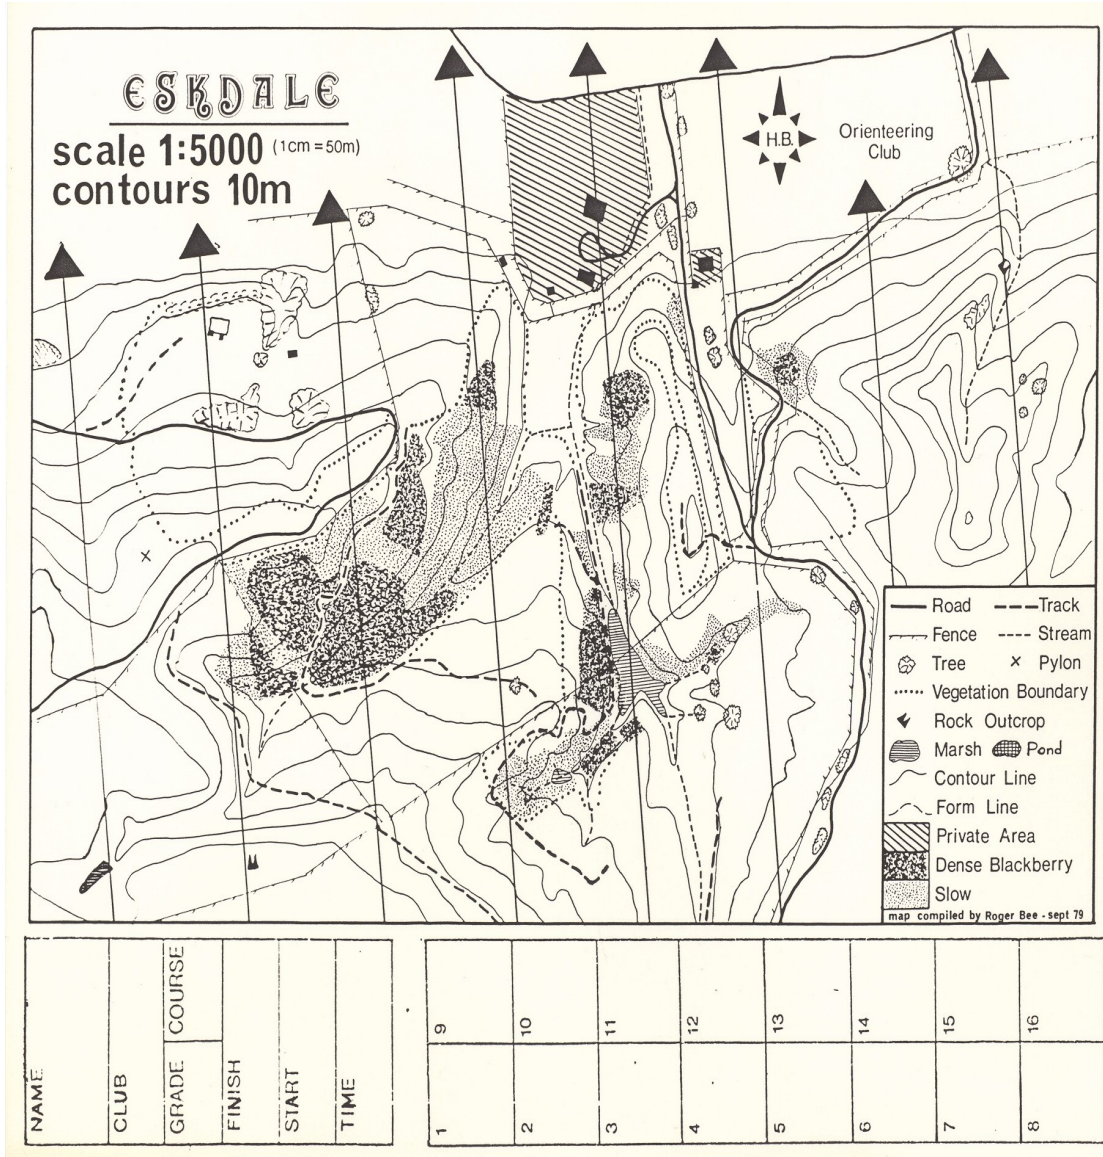 ESKDALE
scale 1:5000 (1cm = 50m)
contours 10m
H.B.
Orienteering
Club
Road
Track
Fence
Stream
Tree
Pylon
Vegetation Boundary
Rock Outcrop
Marsh
Pond
Contour Line
Form Line
Private Area
Dense Blackberry
Slow
map compiled by Roger Bee - sept 79
NAME
CLUB
GRADE
COURSE
FINISH
START
TIME
9
10
11
12
13
14
15
16
1
2
3
4
5
6
7
8